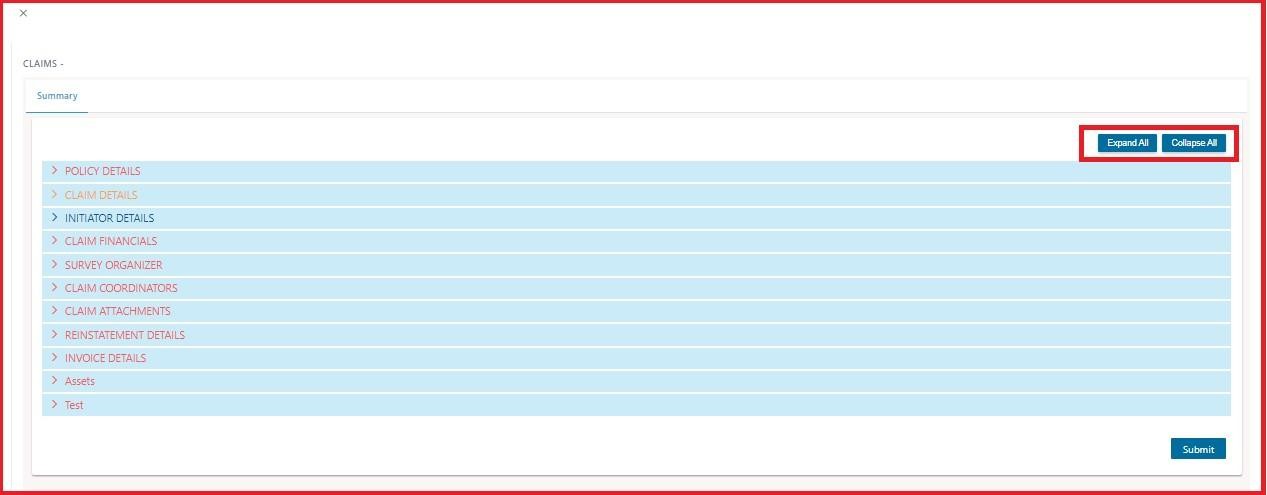 CLAIMS -
Summary
Expand All Collapse All
POLICY DETAILS
CLAIM DETAILS
INITIATOR DETAILS
CLAIM FINANCIALS
SURVEY ORGANIZER
CLAIM COORDINATORS
CLAIM ATTACHMENTS
REINSTATEMENT DETAILS
INVOICE DETAILS
Assets
Test
Submit